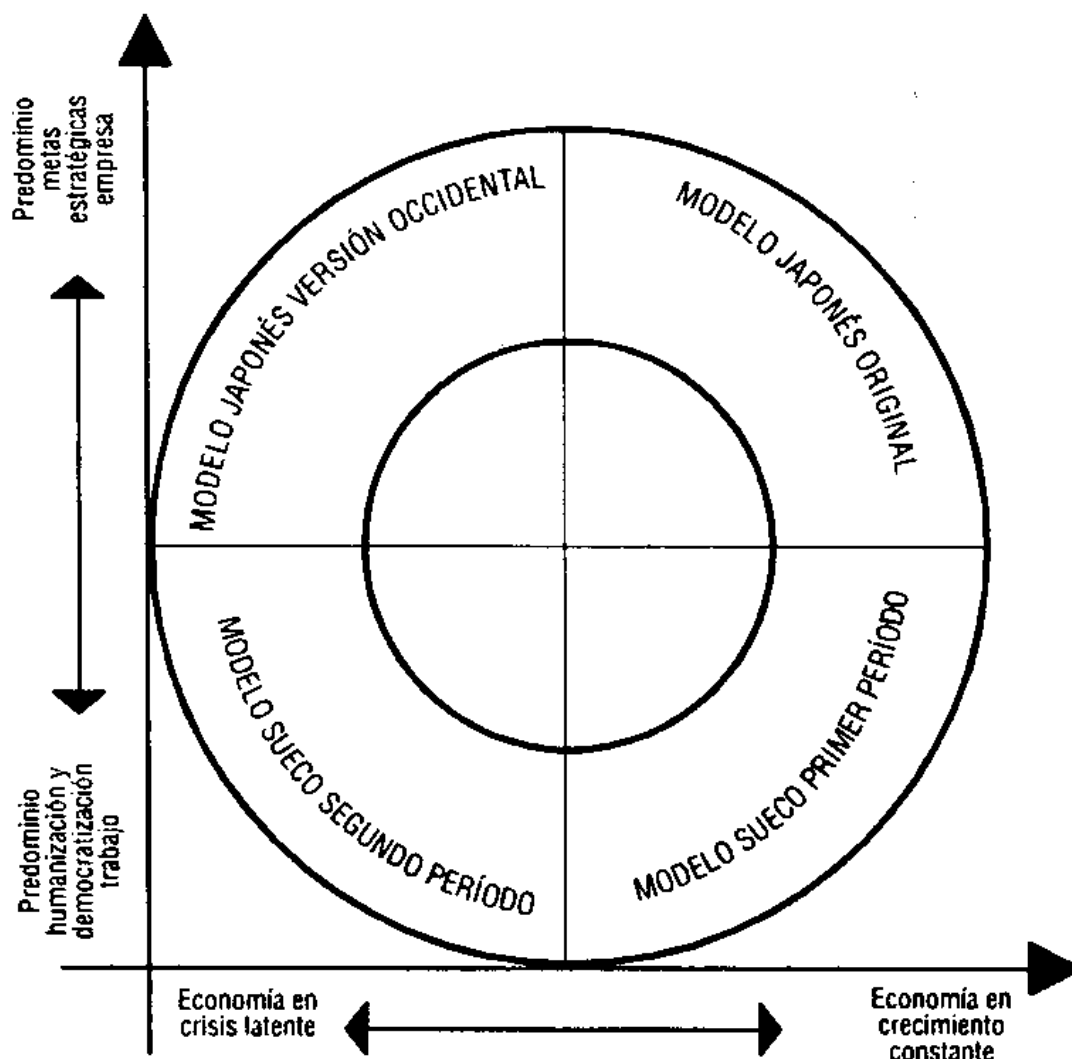 Predominio
metas
estratégicas
empresa
MODELO JAPONÉS VERSIÓN OCCIDENTAL
MODELO JAPONÉS ORIGINAL
MODELO SUECO SEGUNDO PERÍODO
MODELO SUECO PRIMER PERÍODO
Predominio
humanización y
democratización
trabajo
Economía en
crisis latente
Economía en
crecimiento
constante